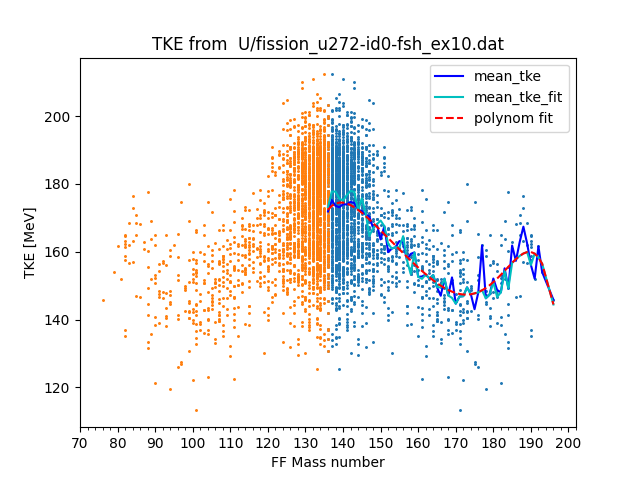 TKE from  U/fission_u272-id0-fsh_ex10.dat
mean_tke
mean_tke_fit
polynom fit
TKE [MeV]
200
180
160
140
120
70 80 90 100 110 120 130 140 150 160 170 180 190 200
FF Mass number